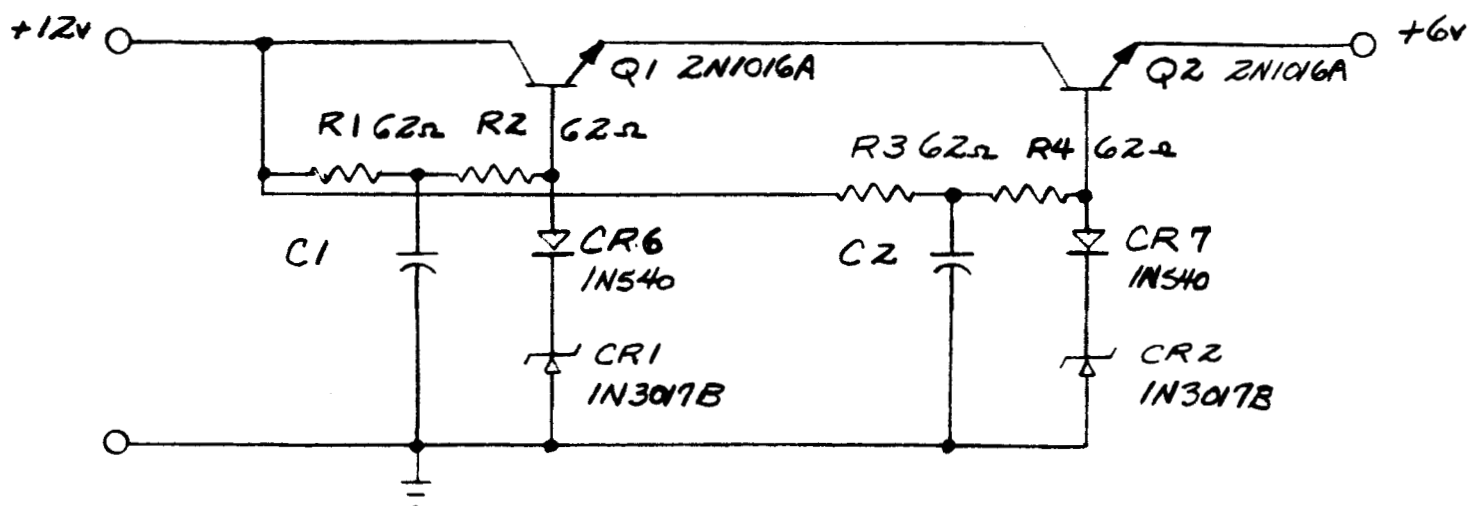 +12v
+6v
Q1 2N1016A
Q2 2N1016A
R1 62Ω
R2 62Ω
R3 62Ω
R4 62Ω
C1
CR6
1N540
C2
CR7
1N540
CR1
1N3017B
CR2
1N3017B